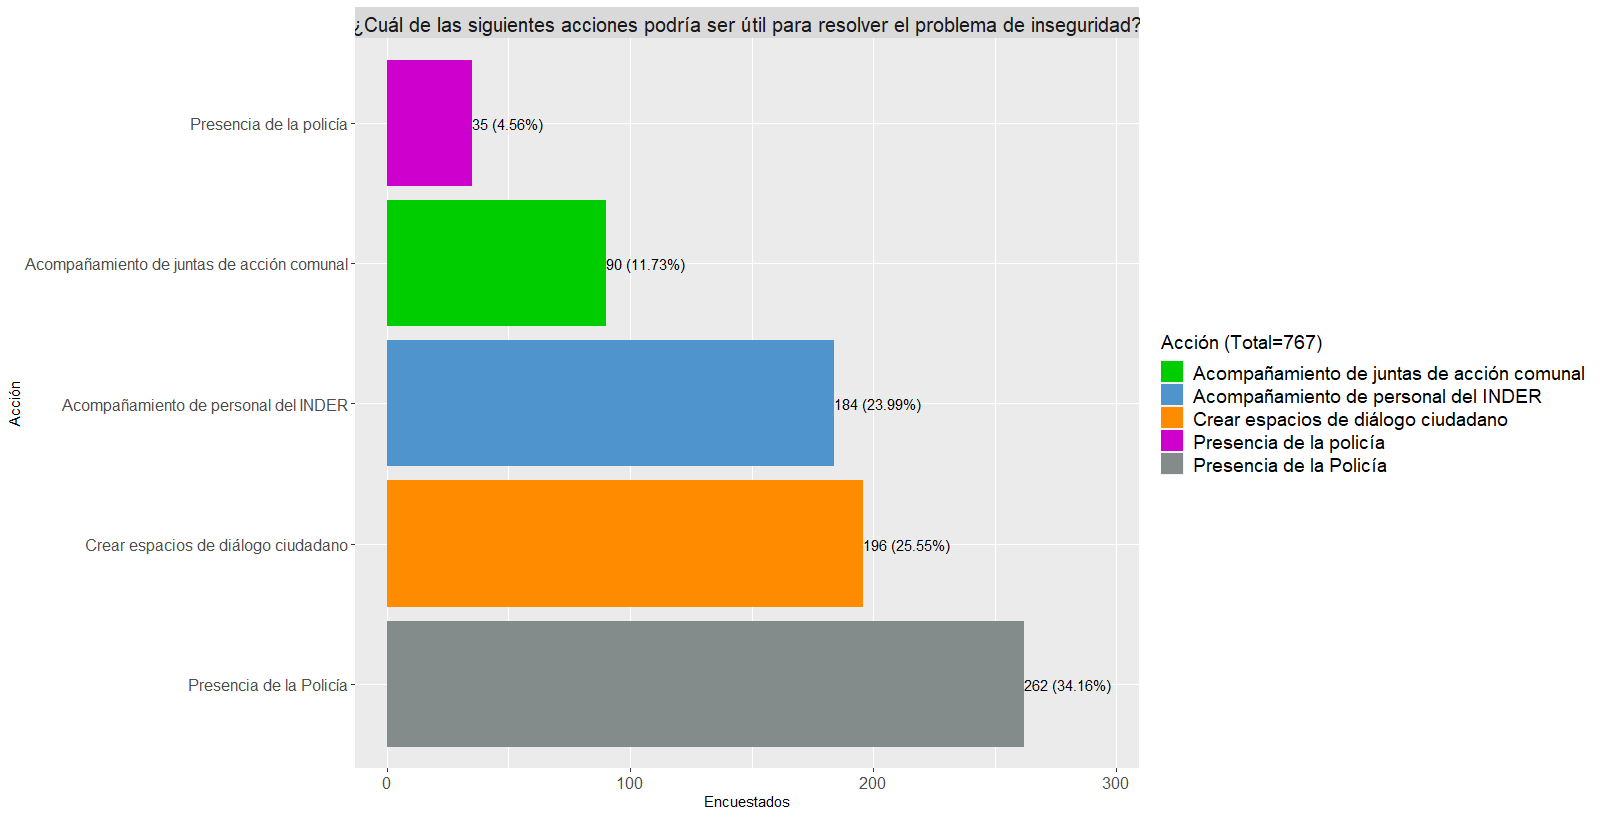 ¿Cuál de las siguientes acciones podría ser útil para resolver el problema de inseguridad?
Presencia de la policía
35 (4.56%)
Acompañamiento de juntas de acción comunal
90 (11.73%)
Acompañamiento de personal del INDER
184 (23.99%)
Crear espacios de diálogo ciudadano
196 (25.55%)
Presencia de la Policía
262 (34.16%)
Acción
0
100
200
300
Encuestados
Acción (Total=767)
Acompañamiento de juntas de acción comunal
Acompañamiento de personal del INDER
Crear espacios de diálogo ciudadano
Presencia de la policía
Presencia de la Policía